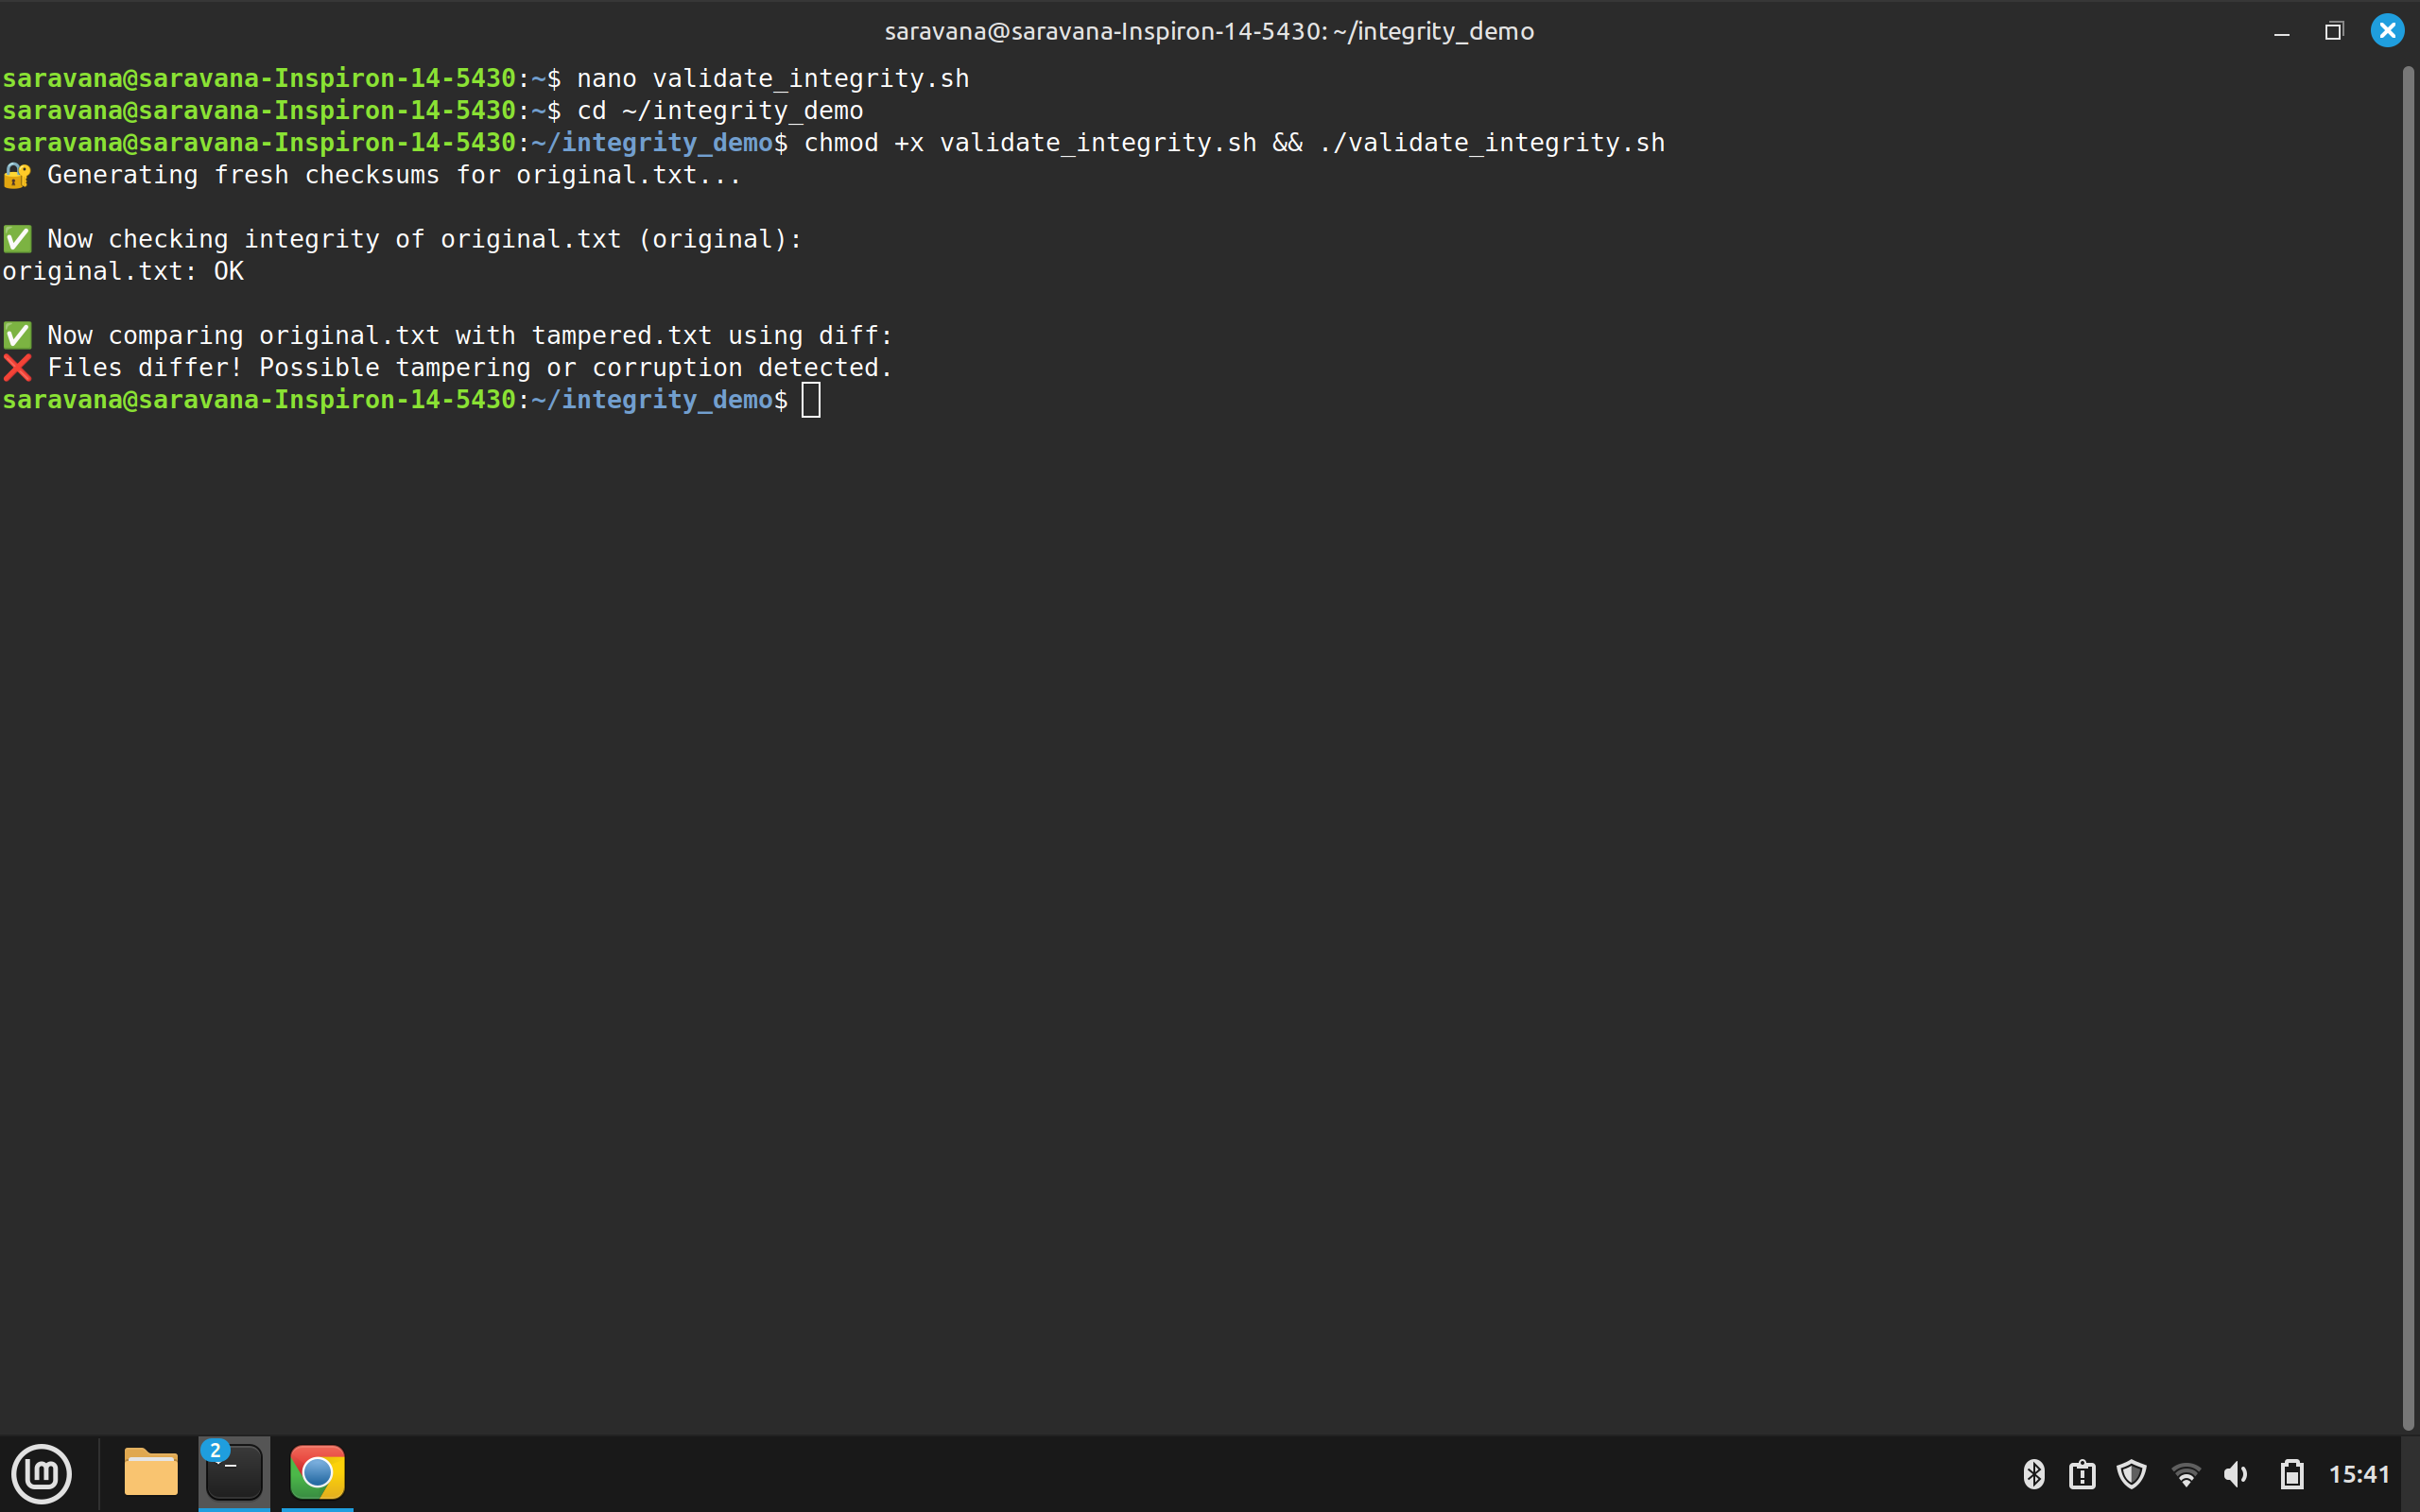 saravana@saravana-Inspiron-14-5430: ~/integrity_demo
saravana@saravana-Inspiron-14-5430:~$ nano validate_integrity.sh
saravana@saravana-Inspiron-14-5430:~$ cd ~/integrity_demo
saravana@saravana-Inspiron-14-5430:~/integrity_demo$ chmod +x validate_integrity.sh && ./validate_integrity.sh
🔐 Generating fresh checksums for original.txt...
✅ Now checking integrity of original.txt (original):
original.txt: OK
✅ Now comparing original.txt with tampered.txt using diff:
❌ Files differ! Possible tampering or corruption detected.
saravana@saravana-Inspiron-14-5430:~/integrity_demo$
2
15:41